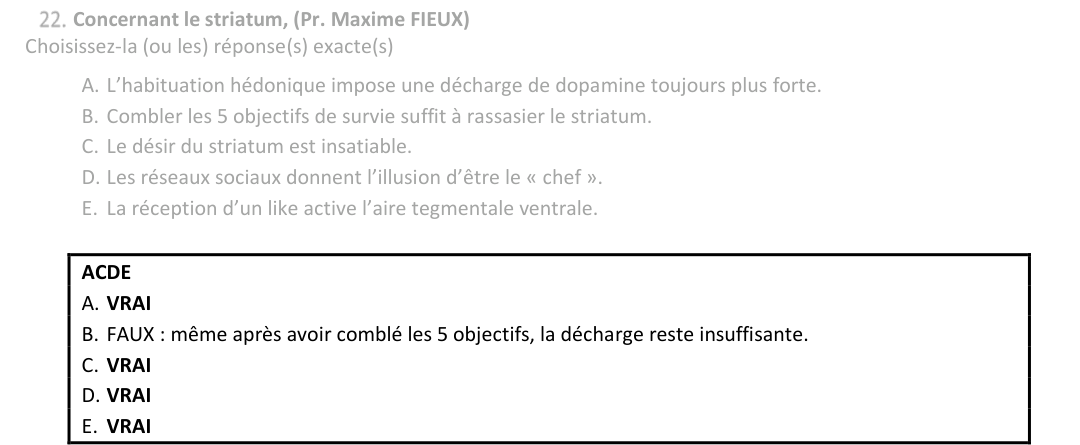 22. Concernant le striatum, (Pr. Maxime FIEUX)
Choisissez-la (ou les) réponse(s) exacte(s)
A. L’habituation hédonique impose une décharge de dopamine toujours plus forte.
B. Combler les 5 objectifs de survie suffit à rassasier le striatum.
C. Le désir du striatum est insatiable.
D. Les réseaux sociaux donnent l’illusion d’être le « chef ».
E. La réception d’un like active l’aire tegmentale ventrale.
ACDE
A. VRAI
B. FAUX : même après avoir comblé les 5 objectifs, la décharge reste insuffisante.
C. VRAI
D. VRAI
E. VRAI